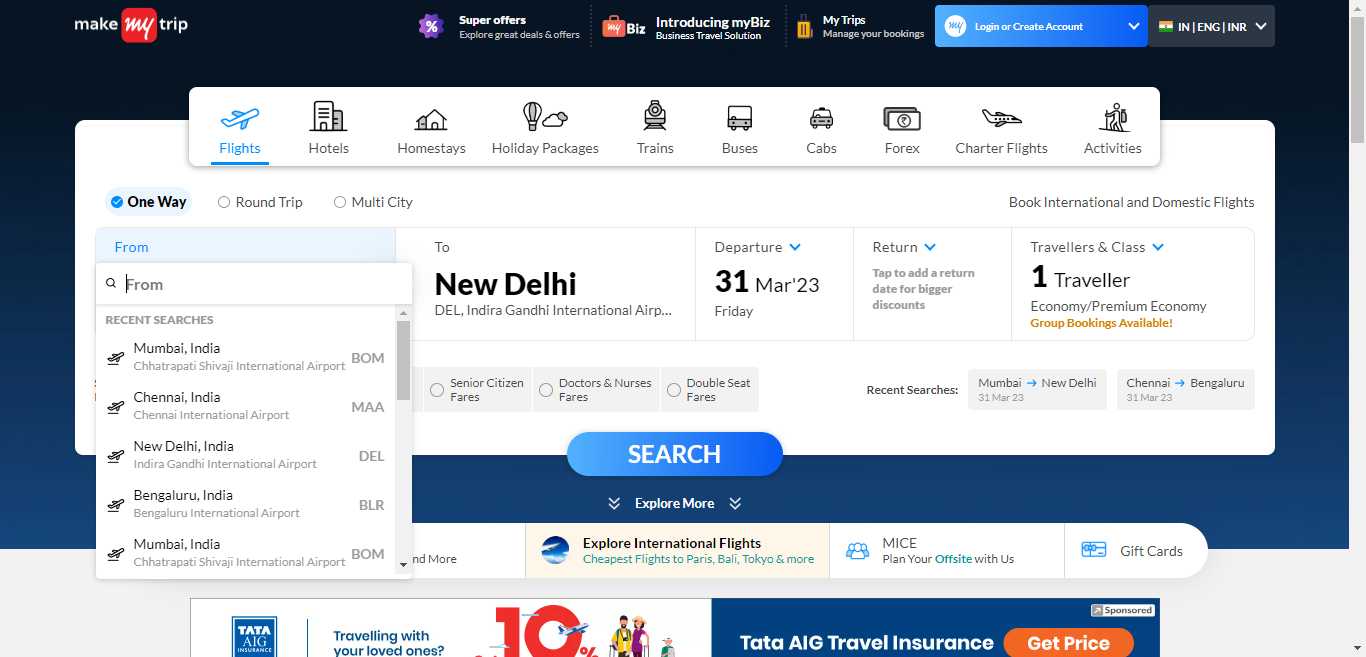 make my trip
%
Super offers
Explore great deals & offers
my Biz
Introducing myBiz
Business Travel Solution
My Trips
Manage your bookings
my
Login or Create Account
IN | ENG | INR
Flights
Hotels
Homestays
Holiday Packages
Trains
Buses
Cabs
Forex
Charter Flights
Activities
One Way
Round Trip
Multi City
Book International and Domestic Flights
From
From
RECENT SEARCHES
Mumbai, India
Chhatrapati Shivaji International Airport
BOM
Chennai, India
Chennai International Airport
MAA
New Delhi, India
Indira Gandhi International Airport
DEL
Bengaluru, India
Bengaluru International Airport
BLR
Mumbai, India
Chhatrapati Shivaji International Airport
BOM
To
New Delhi
DEL, Indira Gandhi International Airp...
Departure
31 Mar'23
Friday
Return
Tap to add a return
date for bigger
discounts
Travellers & Class
1 Traveller
Economy/Premium Economy
Group Bookings Available!
Senior Citizen
Fares
Doctors & Nurses
Fares
Double Seat
Fares
Recent Searches:
Mumbai → New Delhi
31 Mar 23
Chennai → Bengaluru
31 Mar 23
SEARCH
Explore More
nd More
Explore International Flights
Cheapest Flights to Paris, Bali, Tokyo & more
MICE
Plan Your Offsite with Us
Gift Cards
TATA
AIG
INSURANCE
Travelling with
your loved ones?
10%
Sponsored
Tata AIG Travel Insurance
Get Price